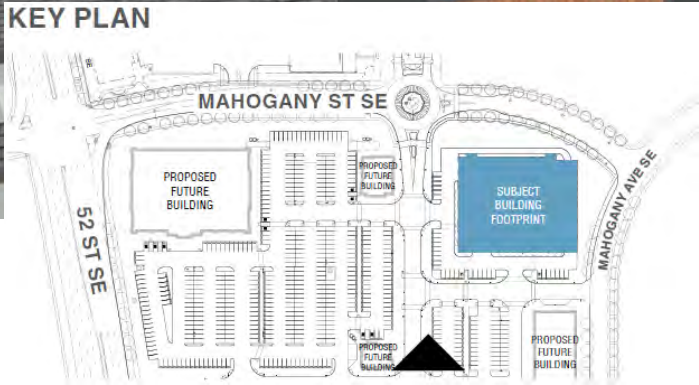 KEY PLAN
MAHOGANY ST SE
PROPOSED
FUTURE
BUILDING
PROPOSED
FUTURE
BUILDING
SUBJECT
BUILDING
FOOTPRINT
52 ST SE
MAHOGANY AVE SE
PROPOSED
FUTURE
BUILDING
PROPOSED
FUTURE
BUILDING